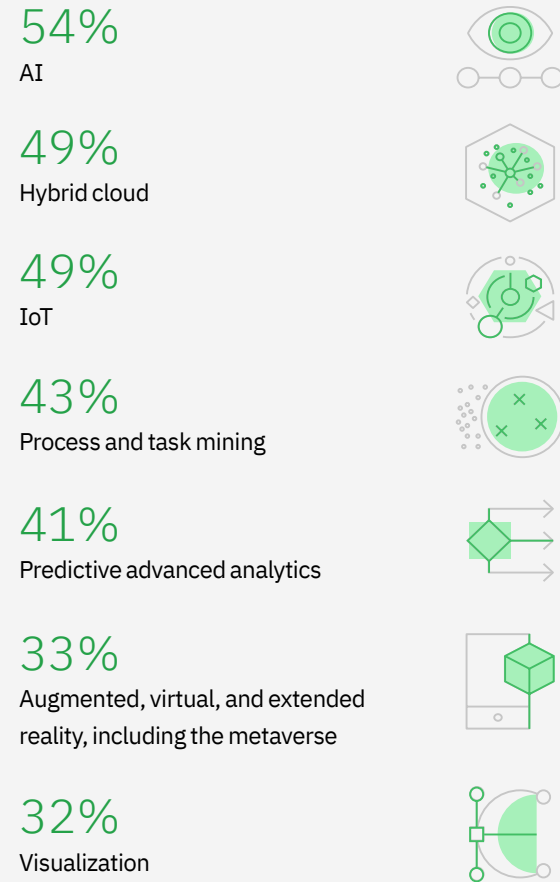 54%
AI
49%
Hybrid cloud
49%
IoT
43%
Process and task mining
41%
Predictive advanced analytics
33%
Augmented, virtual, and extended
reality, including the metaverse
32%
Visualization